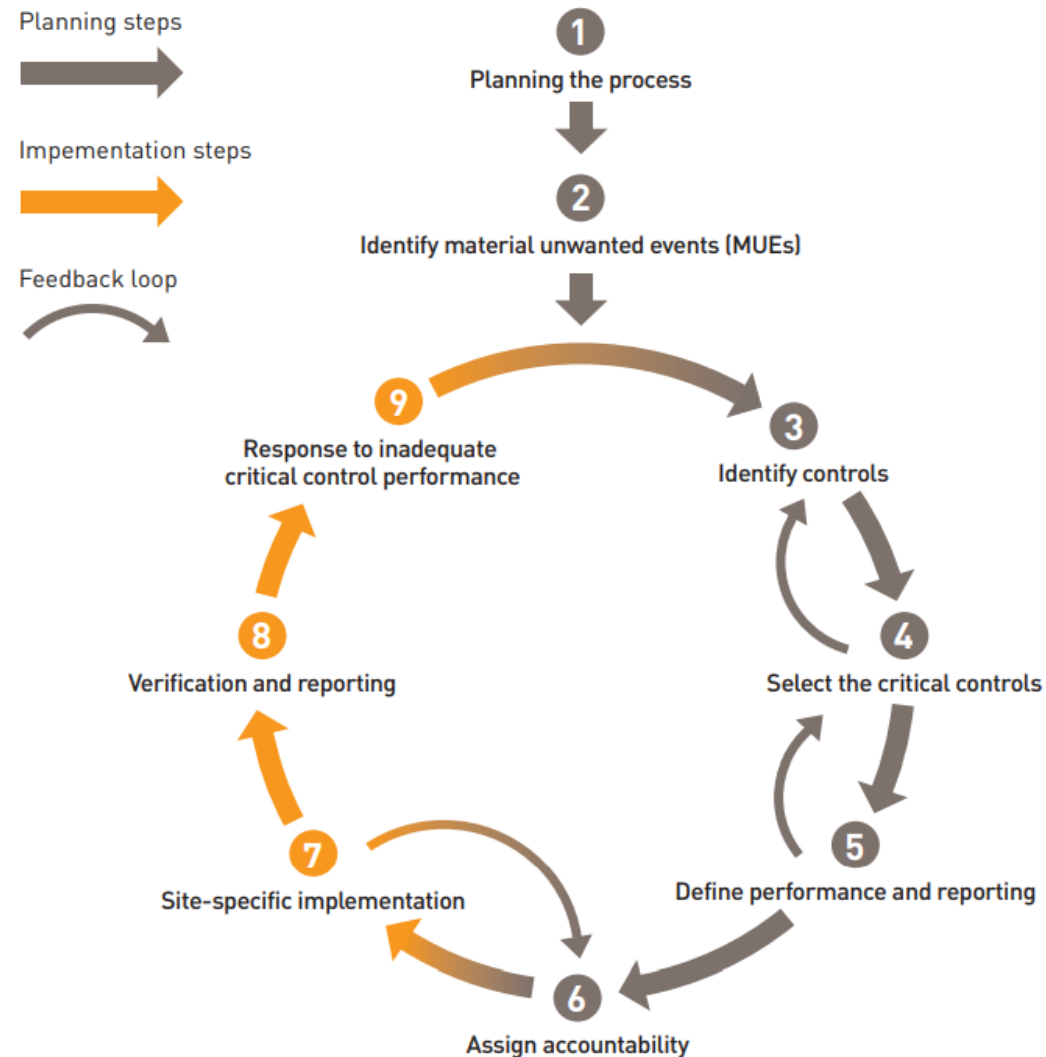 Planning steps
Impementation steps
Feedback loop
1
Planning the process
2
Identify material unwanted events (MUEs)
3
Identify controls
4
Select the critical controls
5
Define performance and reporting
6
Assign accountability
7
Site-specific implementation
8
Verification and reporting
9
Response to inadequate
critical control performance